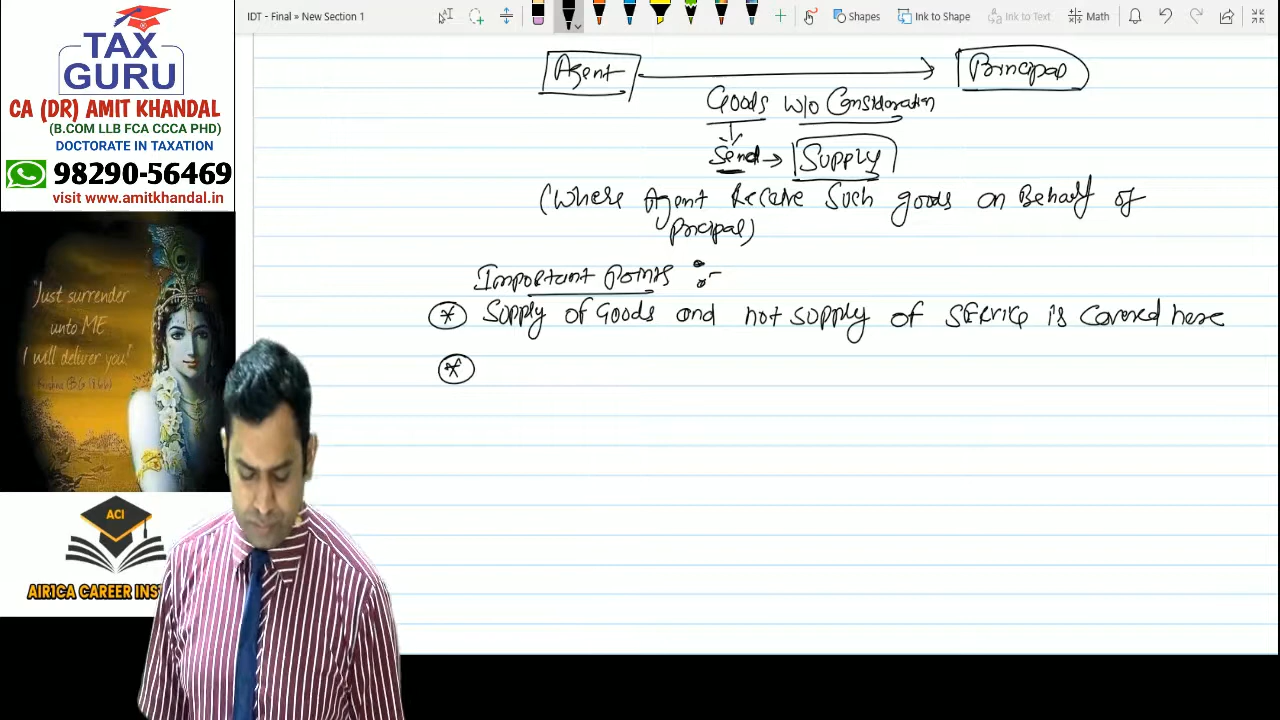 IDT - Final » New Section 1
Shapes
Ink to Shape
Ink to Text
Math
TAX
GURU
CA (DR) AMIT KHANDAL
(B.COM LLB FCA CCCA PHD)
DOCTORATE IN TAXATION
98290-56469
visit www.amitkhandal.in
"Just surrender
unto ME
I will deliver you!"
ACI
AIR1CA CAREER INS
Agent
Principal
Goods w/o Consideration
Send → Supply
(Where Agent Receive Such goods on Behalf of
Principal)
Important Points :-
* Supply of Goods and not supply of service is covered here
*